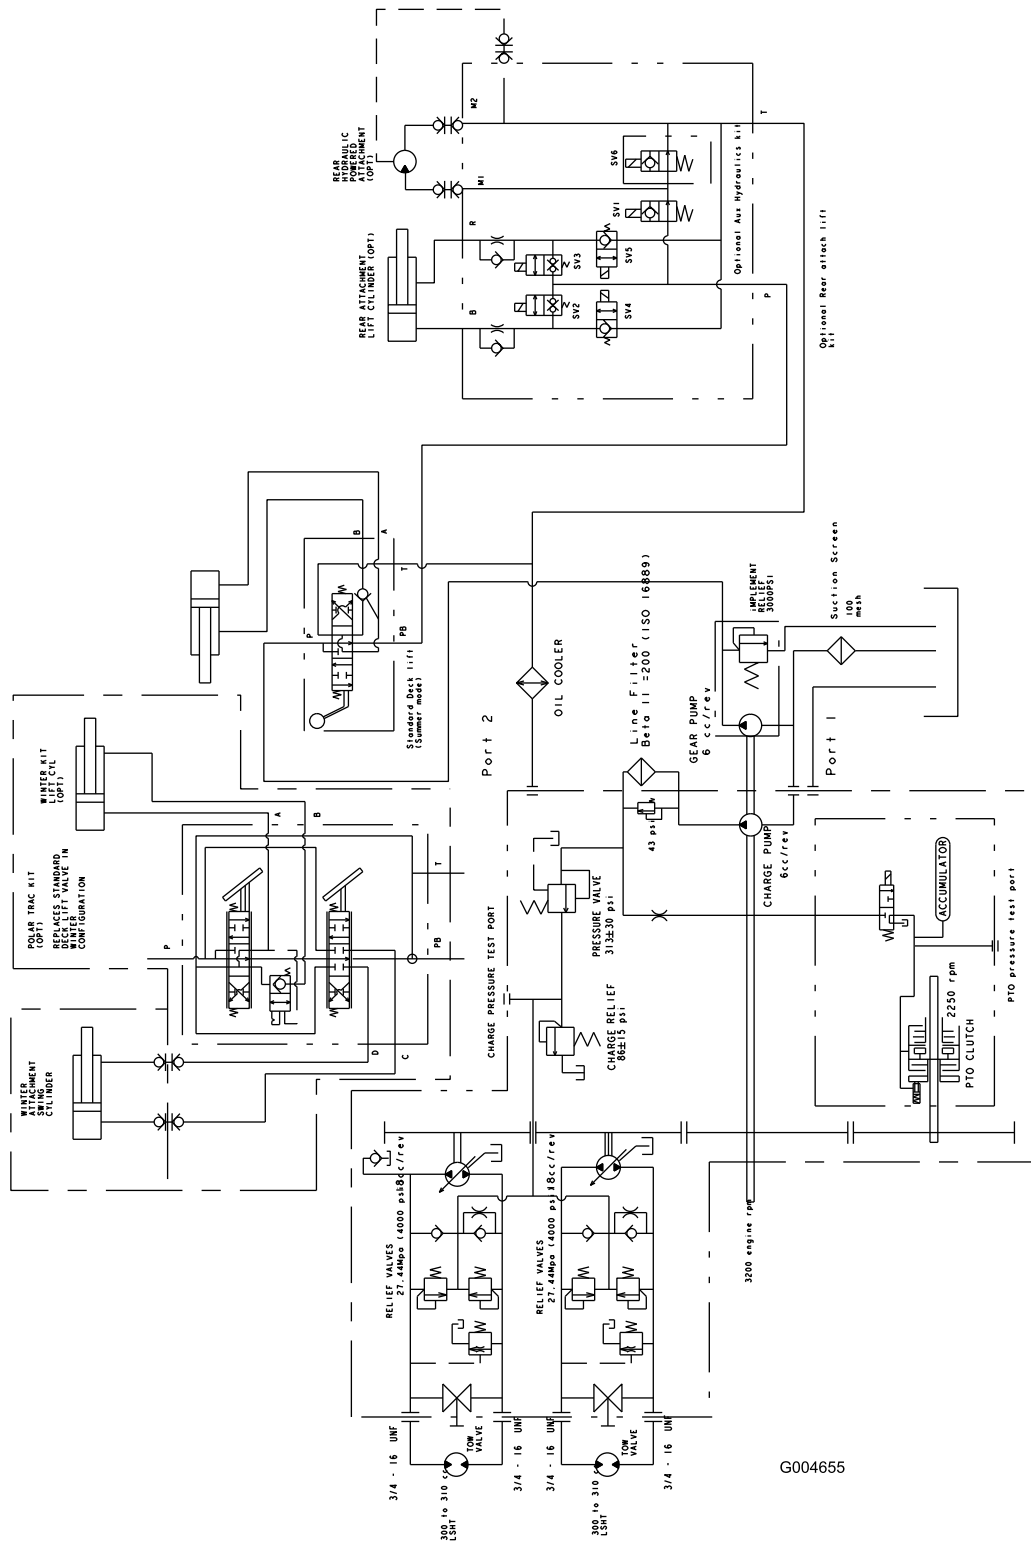 REAR
HYDRAULIC
POWERED
ATTACHMENT
(OPT)
M2
M1
T
SV6
SV1
Optional Aux Hydraulics kit
REAR ATTACHMENT
LIFT CYLINDER (OPT)
R
B
SV3
SV2
SV5
SV4
P
Optional Rear attach lift
kit
B
A
T
P
PB
Standard Deck lift
(Summer mode)
OIL COOLER
Port 2
Line Filter
Beta 11 =200 (ISO 16889)
IMPLEMENT
RELIEF
3000PSI
Suction Screen
100
mesh
GEAR PUMP
6 cc/rev
Port 1
WINTER KIT
LIFT CYL
(OPT)
POLAR TRAC KIT
(OPT)
REPLACES STANDARD
DECK LIFT VALVE IN
WINTER
CONFIGURATION
A
B
P
T
PB
D
C
WINTER
ATTACHMENT
SWING
CYLINDER
43 psi
CHARGE PUMP
6cc/rev
PRESSURE VALVE
313±30 psi
CHARGE PRESSURE TEST PORT
CHARGE RELIEF
86±15 psi
ACCUMULATOR
PTO pressure test port
2250 rpm
PTO CLUTCH
3200 engine rpm
18cc/rev
RELIEF VALVES
27.44Mpa (4000 psi)
18cc/rev
RELIEF VALVES
27.44Mpa (4000 psi)
3/4 - 16 UNF
TOW
VALVE
3/4 - 16 UNF
300 to 310 cc
LSHT
3/4 - 16 UNF
TOW
VALVE
3/4 - 16 UNF
300 to 310 c
LSHT
G004655